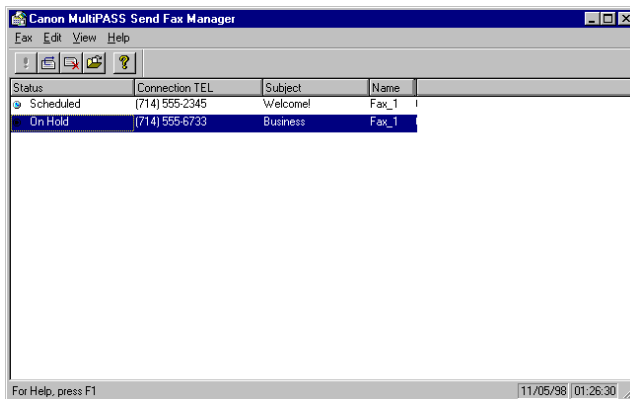 Canon MultiPASS Send Fax Manager
Fax Edit View Help
Status Connection TEL Subject Name
Scheduled (714) 555-2345 Welcome! Fax_1
On Hold (714) 555-6733 Business Fax_1
For Help, press F1 11/05/98 01:26:30